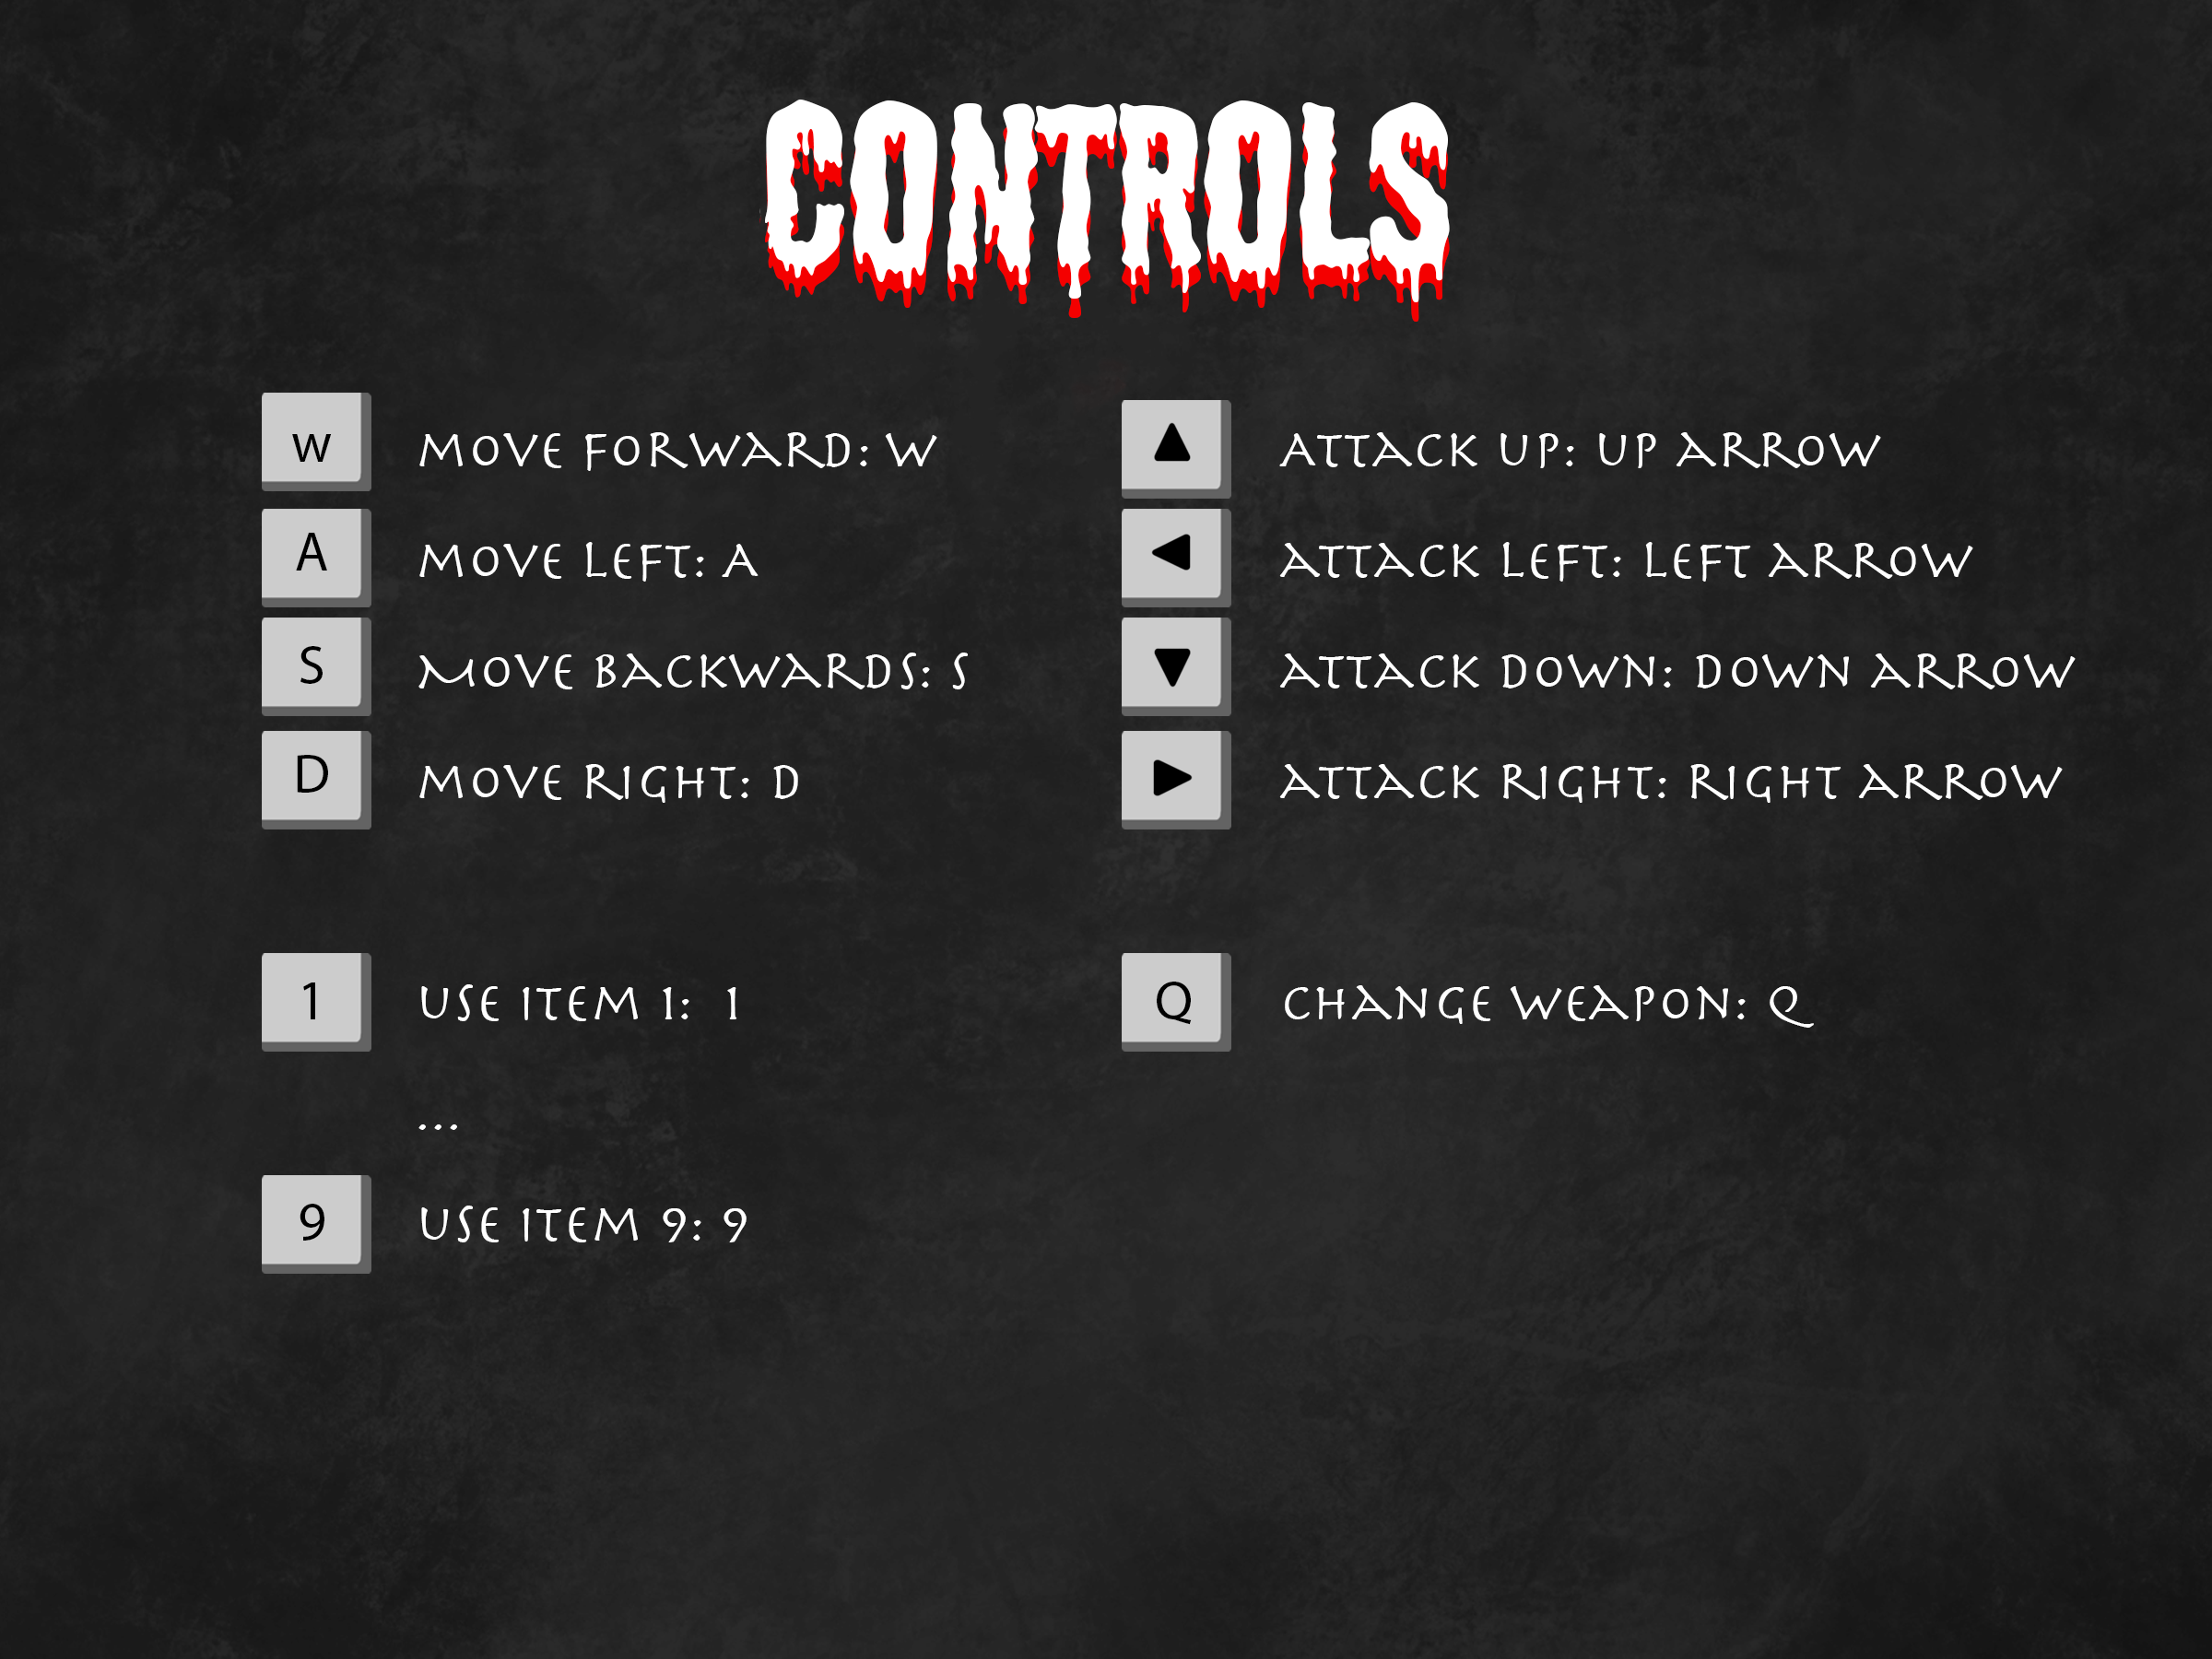 CONTROLS
W MOVE FORWARD: W
A MOVE LEFT: A
S MOVE BACKWARDS: S
D MOVE RIGHT: D
1 USE ITEM 1: 1
...
9 USE ITEM 9: 9
▲ ATTACK UP: UP ARROW
◀ ATTACK LEFT: LEFT ARROW
▼ ATTACK DOWN: DOWN ARROW
▶ ATTACK RIGHT: RIGHT ARROW
Q CHANGE WEAPON: Q